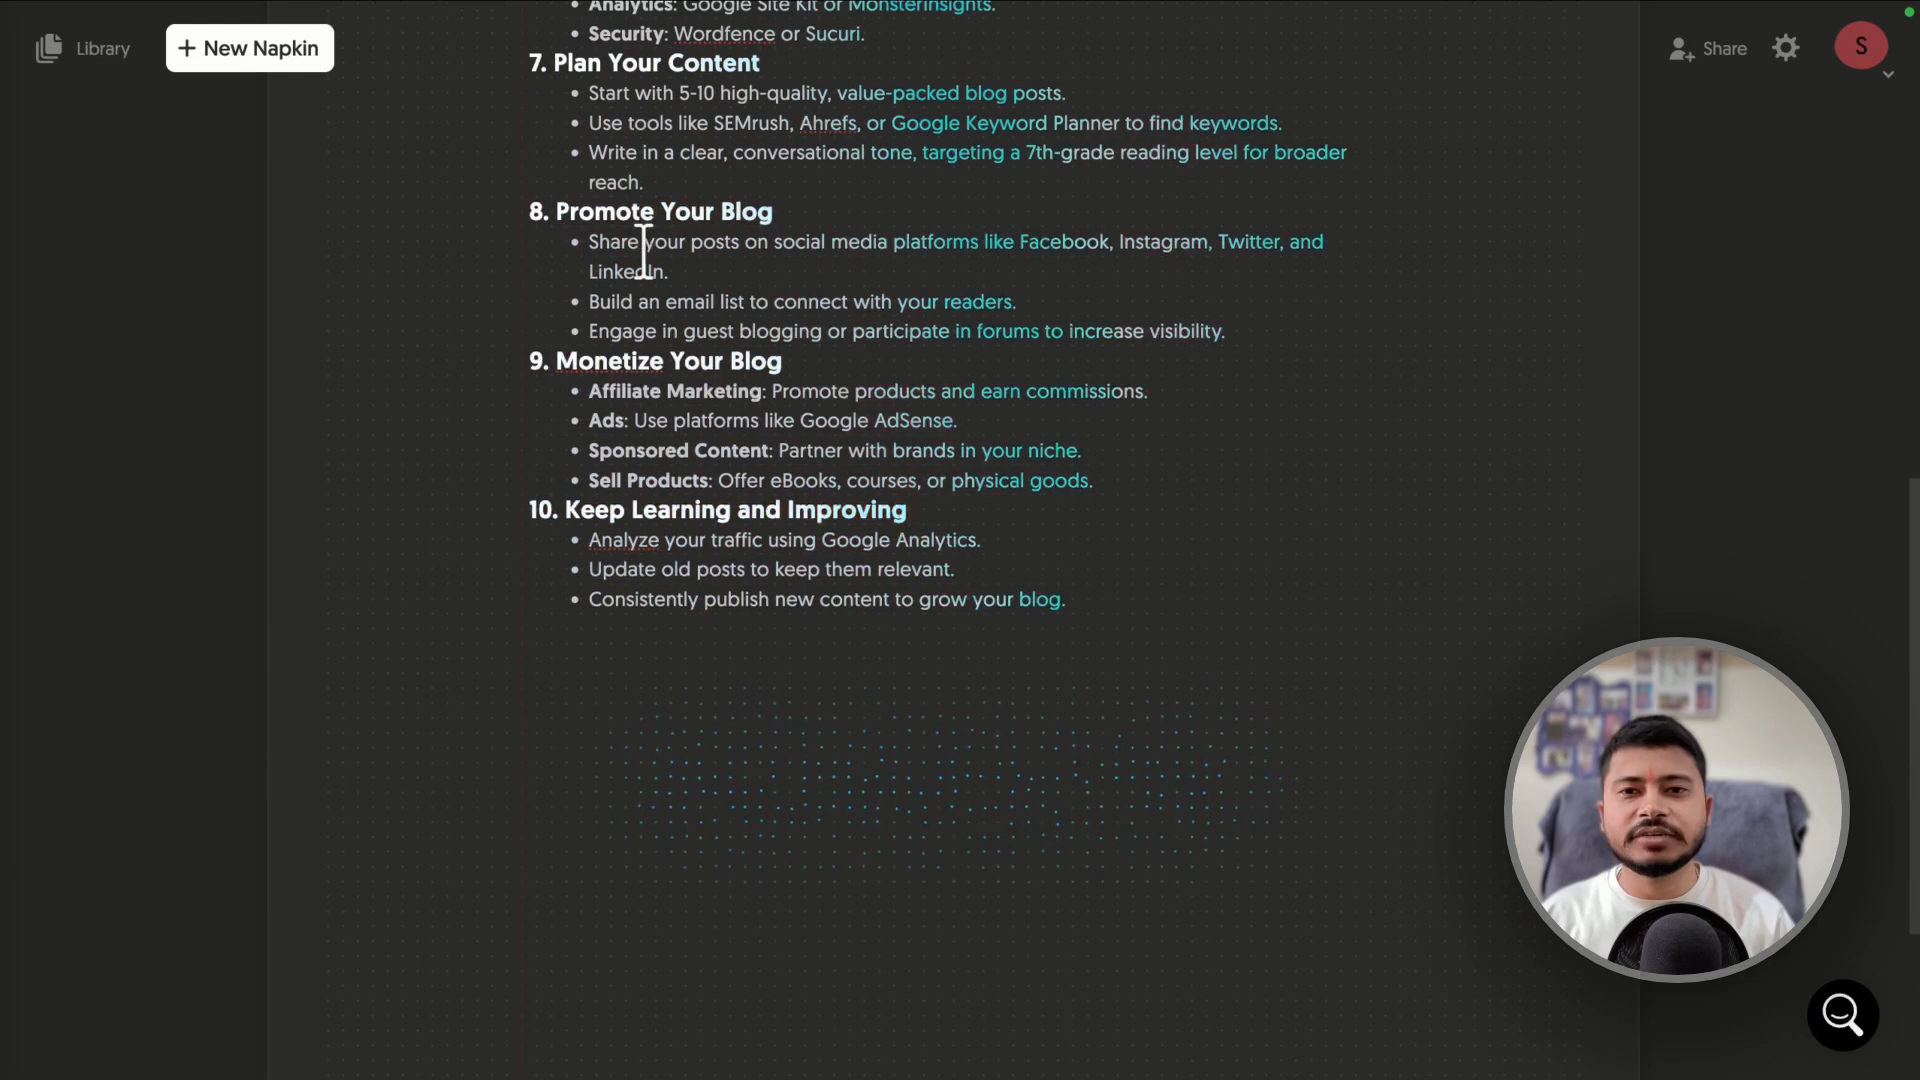 Library
+ New Napkin
Share
S
• Analytics: Google Site Kit or MonsterInsights.
• Security: Wordfence or Sucuri.
7. Plan Your Content
• Start with 5-10 high-quality, value-packed blog posts.
• Use tools like SEMrush, Ahrefs, or Google Keyword Planner to find keywords.
• Write in a clear, conversational tone, targeting a 7th-grade reading level for broader
reach.
8. Promote Your Blog
• Share your posts on social media platforms like Facebook, Instagram, Twitter, and
LinkedIn.
• Build an email list to connect with your readers.
• Engage in guest blogging or participate in forums to increase visibility.
9. Monetize Your Blog
• Affiliate Marketing: Promote products and earn commissions.
• Ads: Use platforms like Google AdSense.
• Sponsored Content: Partner with brands in your niche.
• Sell Products: Offer eBooks, courses, or physical goods.
10. Keep Learning and Improving
• Analyze your traffic using Google Analytics.
• Update old posts to keep them relevant.
• Consistently publish new content to grow your blog.